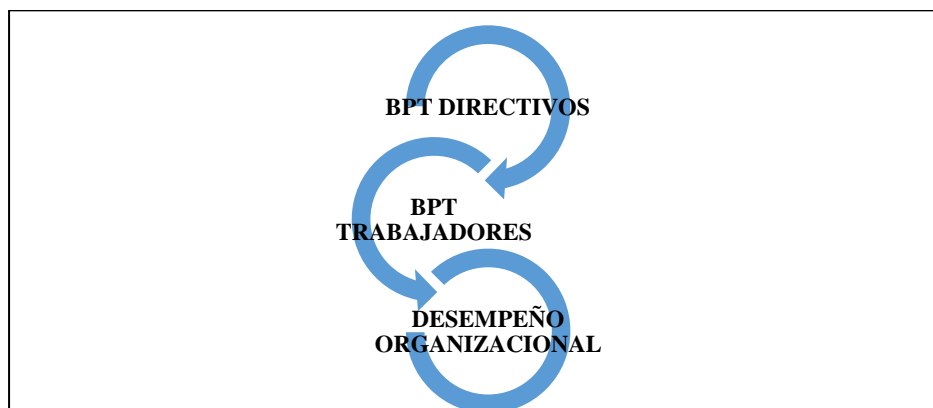 BPT DIRECTIVOS
BPT
TRABAJADORES
DESEMPEÑO
ORGANIZACIONAL